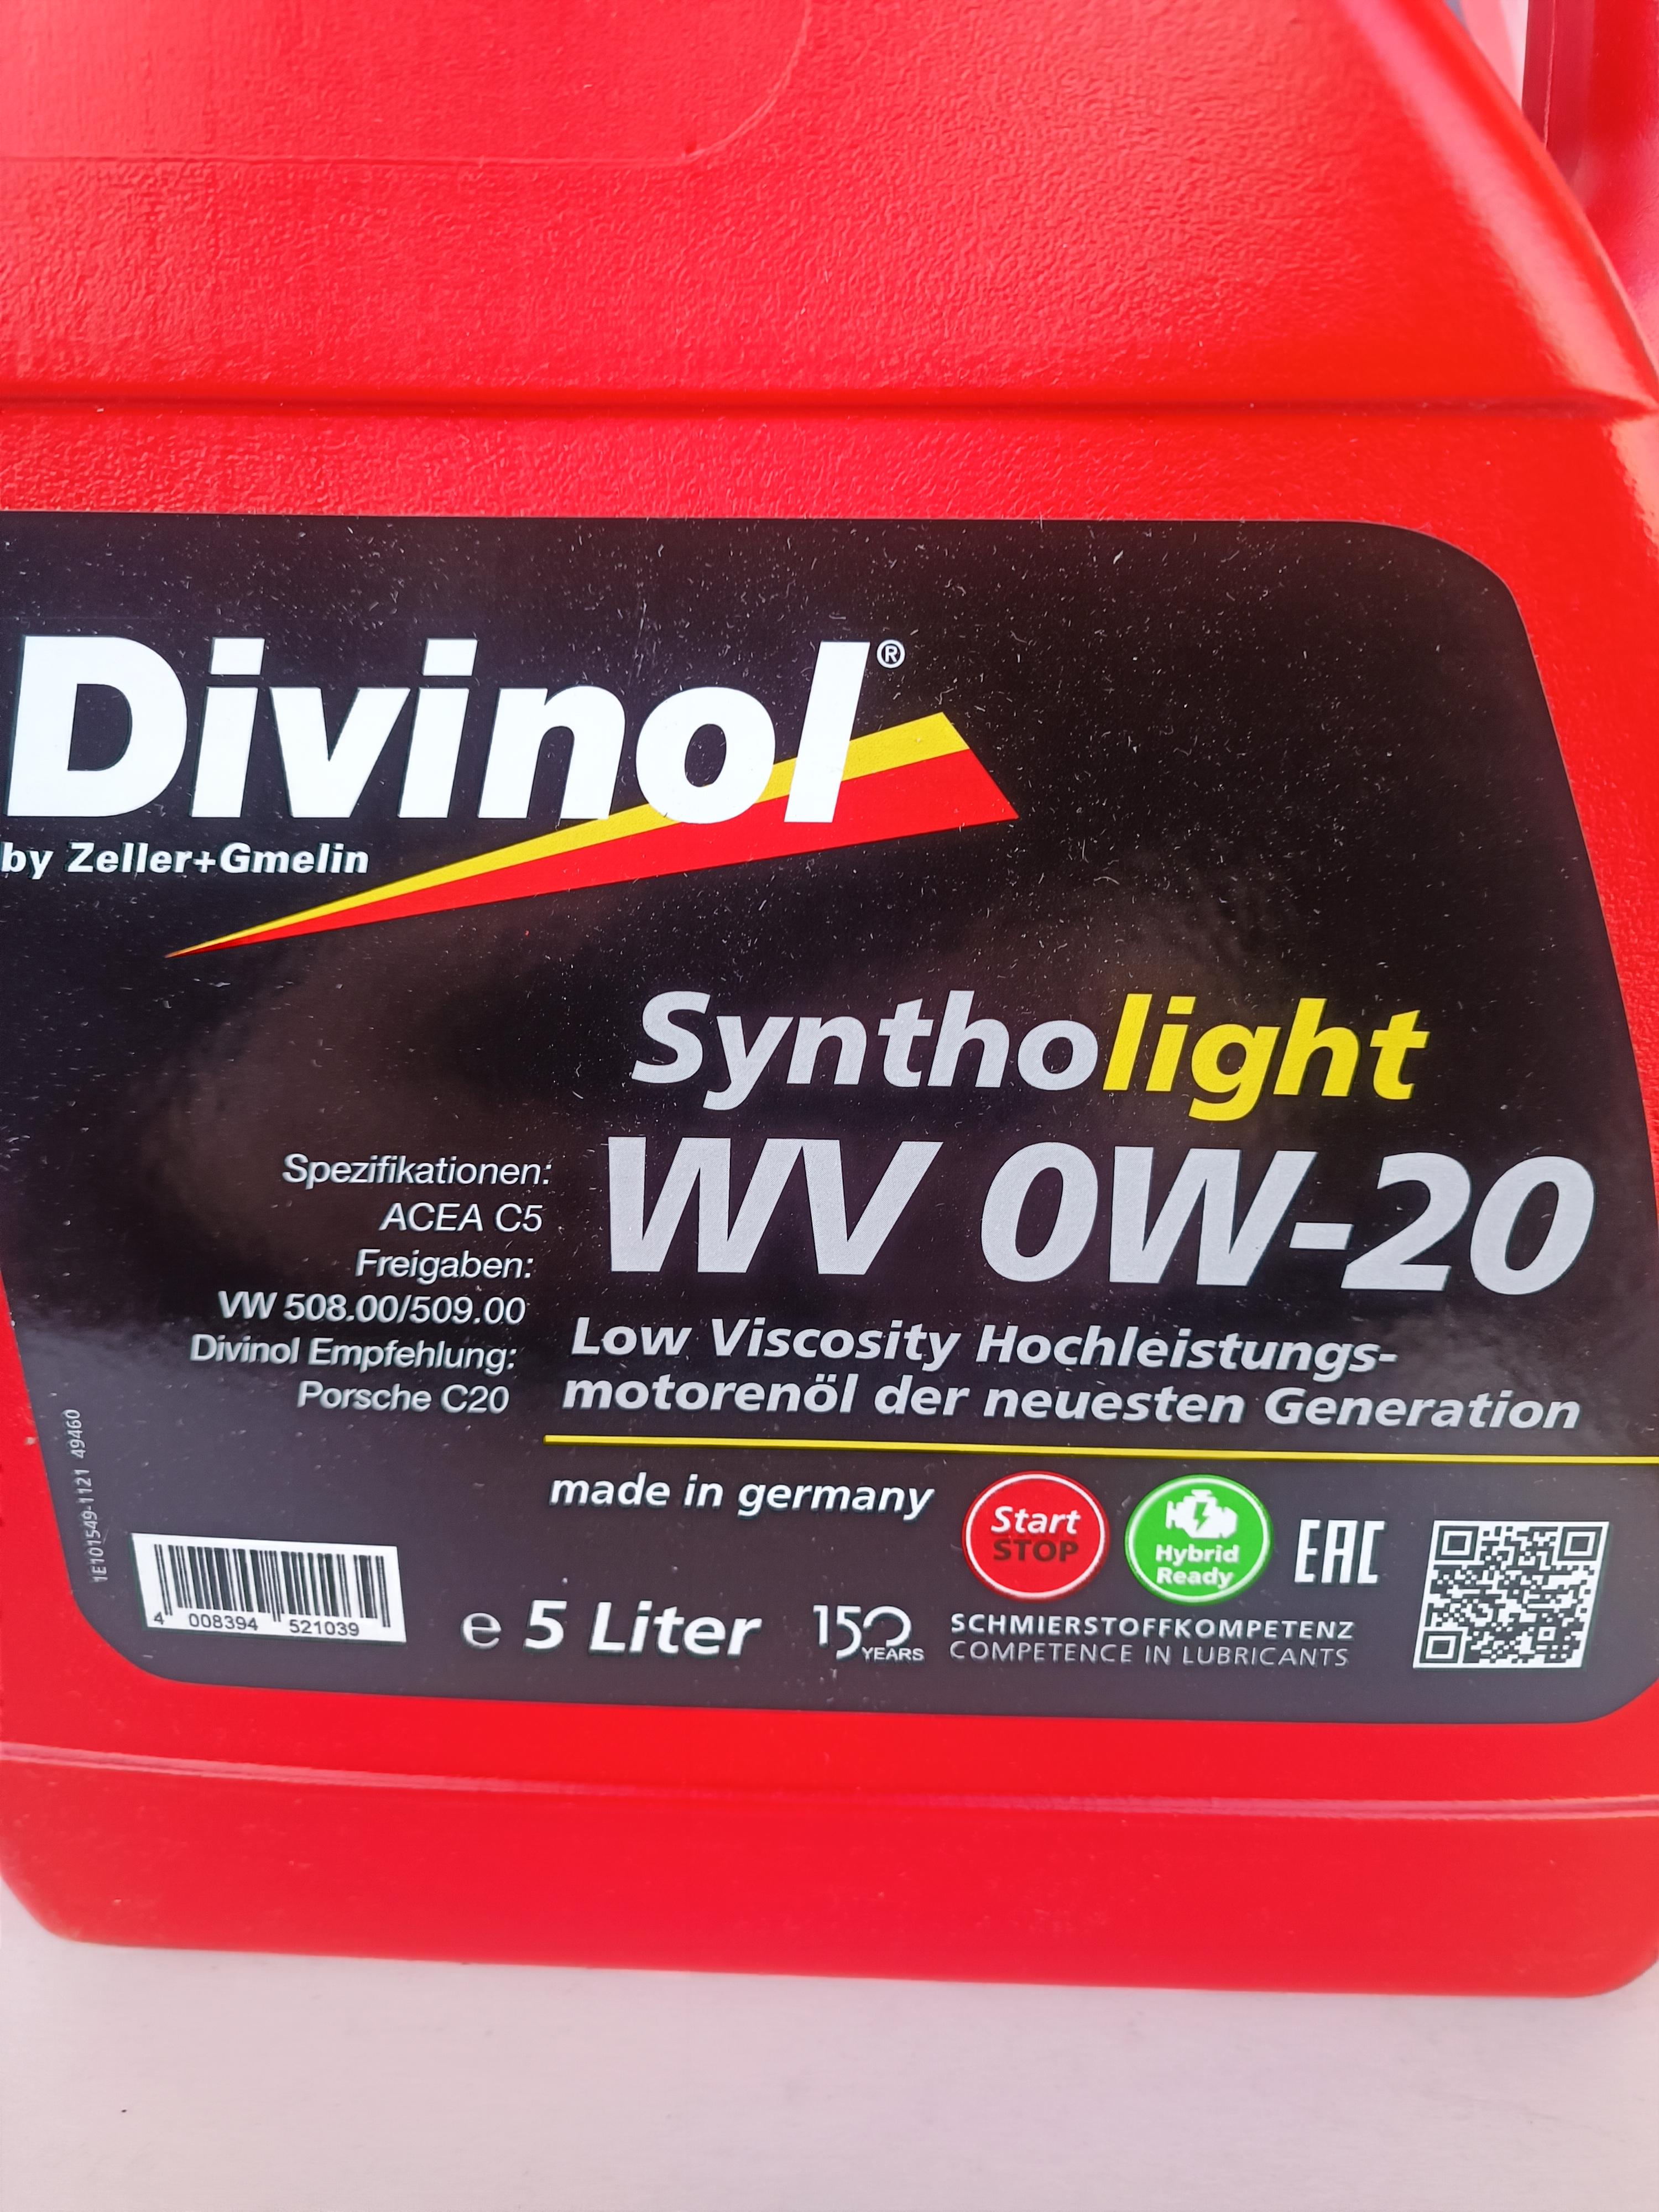 Divinol®
by Zeller+Gmelin
Syntholight
WV 0W-20
Spezifikationen:
ACEA C5
Freigaben:
VW 508.00/509.00
Divinol Empfehlung:
Porsche C20
Low Viscosity Hochleistungs-
motorenöl der neuesten Generation
made in germany
Start
STOP
Hybrid
Ready
EAC
1E101549-1121 49460
4 008394 521039
e 5 Liter
150
YEARS
SCHMIERSTOFFKOMPETENZ
COMPETENCE IN LUBRICANTS